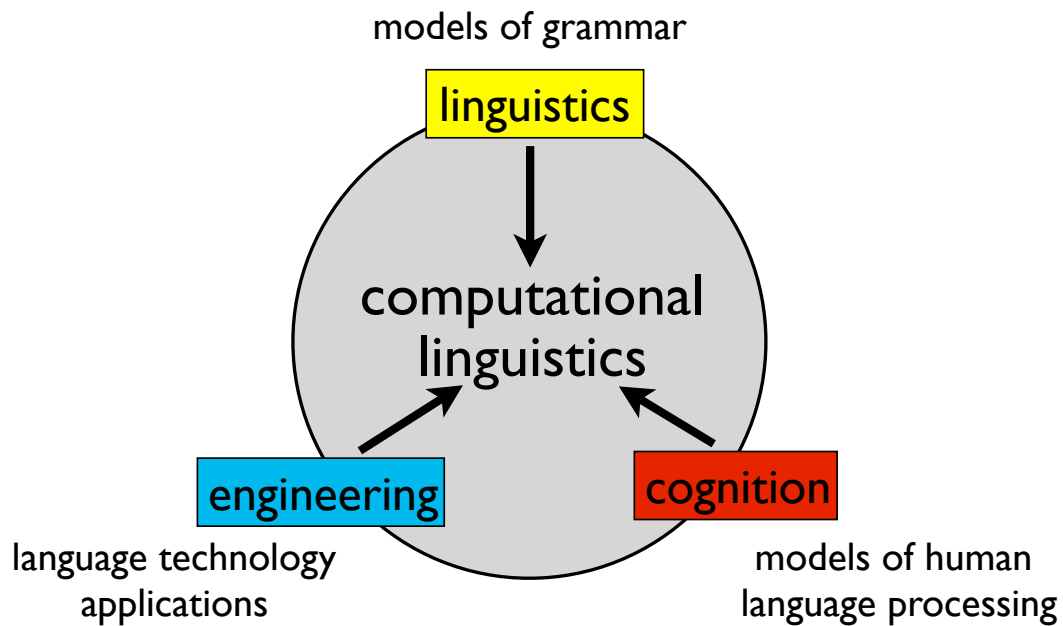 models of grammar
linguistics
computational
linguistics
engineering
cognition
language technology
applications
models of human
language processing